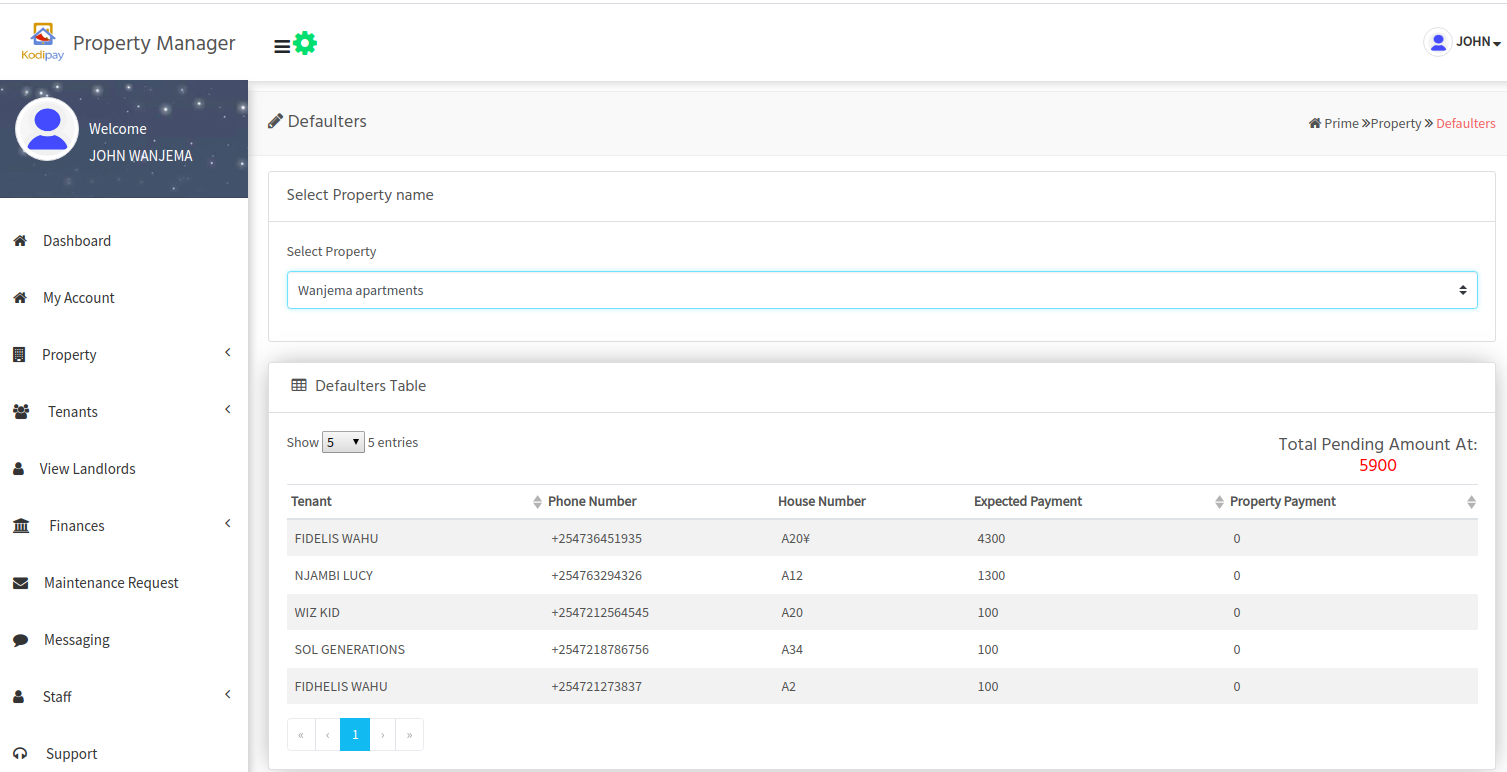 Kodipay Property Manager
JOHN
Welcome
JOHN WANJEMA
Dashboard
My Account
Property
Tenants
View Landlords
Finances
Maintenance Request
Messaging
Staff
Support
Defaulters
Prime »Property » Defaulters
Select Property name
Select Property
Wanjema apartments
Defaulters Table
Show 5 5 entries
Total Pending Amount At:
5900
Tenant Phone Number House Number Expected Payment Property Payment
FIDELIS WAHU +254736451935 A20¥ 4300 0
NJAMBI LUCY +254763294326 A12 1300 0
WIZ KID +2547212564545 A20 100 0
SOL GENERATIONS +2547218786756 A34 100 0
FIDHELIS WAHU +254721273837 A2 100 0
« ‹ 1 › »